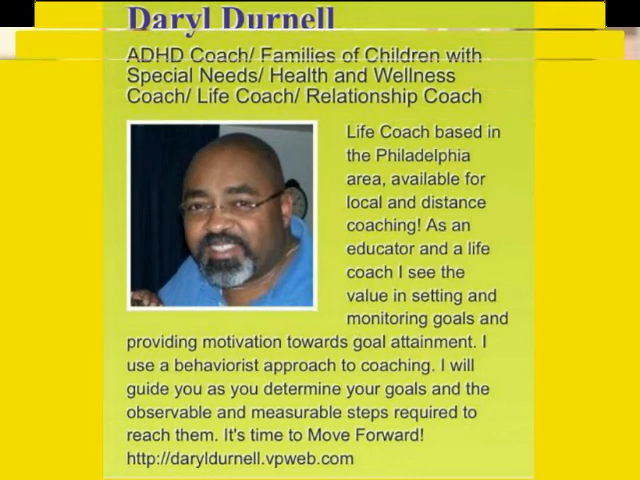 Daryl Durnell
ADHD Coach/ Families of Children with
Special Needs/ Health and Wellness
Coach/ Life Coach/ Relationship Coach
Life Coach based in
the Philadelphia
area, available for
local and distance
coaching! As an
educator and a life
coach I see the
value in setting and
monitoring goals and
providing motivation towards goal attainment. I
use a behaviorist approach to coaching. I will
guide you as you determine your goals and the
observable and measurable steps required to
reach them. It's time to Move Forward!
http://daryldurnell.vpweb.com